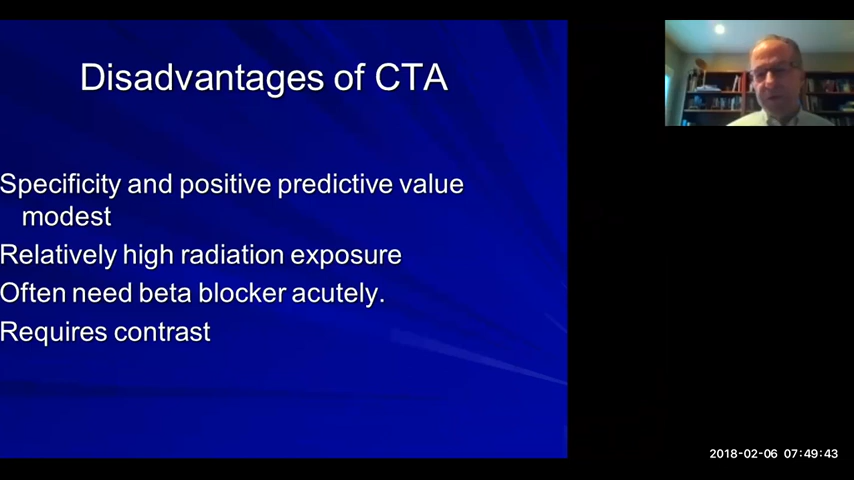 Disadvantages of CTA
Specificity and positive predictive value
modest
Relatively high radiation exposure
Often need beta blocker acutely.
Requires contrast
2018-02-06 07:49:43